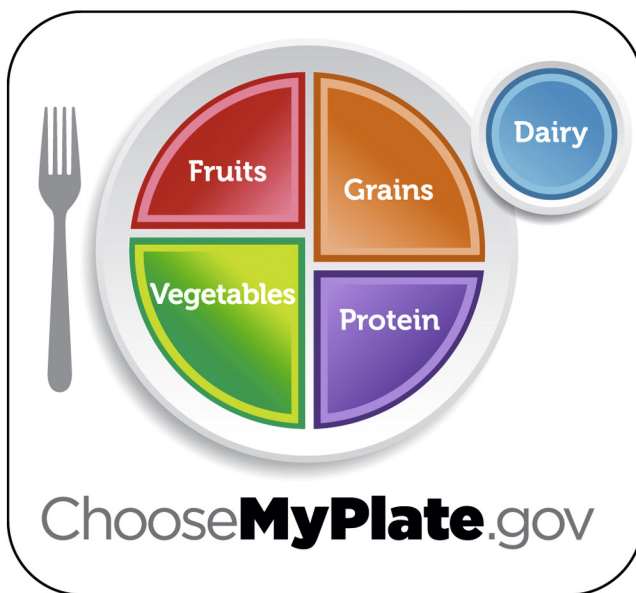 Fruits
Grains
Dairy
Vegetables
Protein
ChooseMyPlate.gov